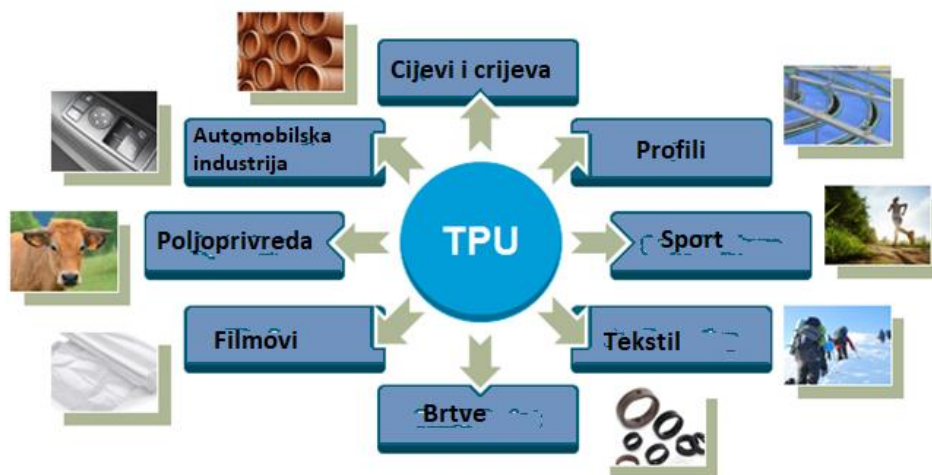 Cijevi i crijeva
Automobilska
industrija
Profili
Poljoprivreda
TPU
Sport
Filmovi
Tekstil
Brtve